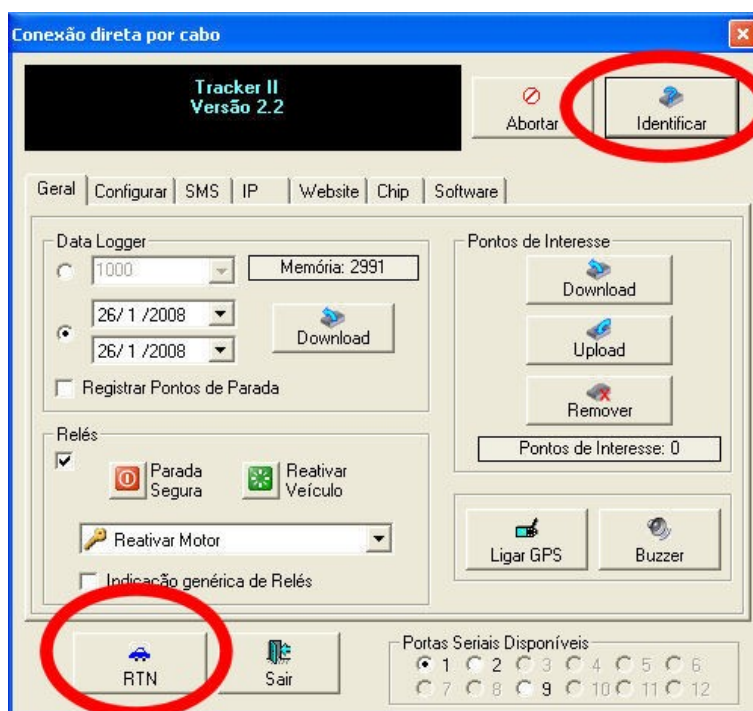 Conexão direta por cabo
Tracker II
Versão 2.2
Abortar
Identificar
Geral
Configurar
SMS
IP
Website
Chip
Software
Data Logger
1000
Memória: 2991
26/ 1 /2008
26/ 1 /2008
Download
Registrar Pontos de Parada
Pontos de Interesse
Download
Upload
Remover
Pontos de Interesse: 0
Relés
Parada
Segura
Reativar
Veículo
Reativar Motor
Indicação genérica de Relés
Ligar GPS
Buzzer
RTN
Sair
Portas Seriais Disponíveis
1 2 3 4 5 6
7 8 9 10 11 12